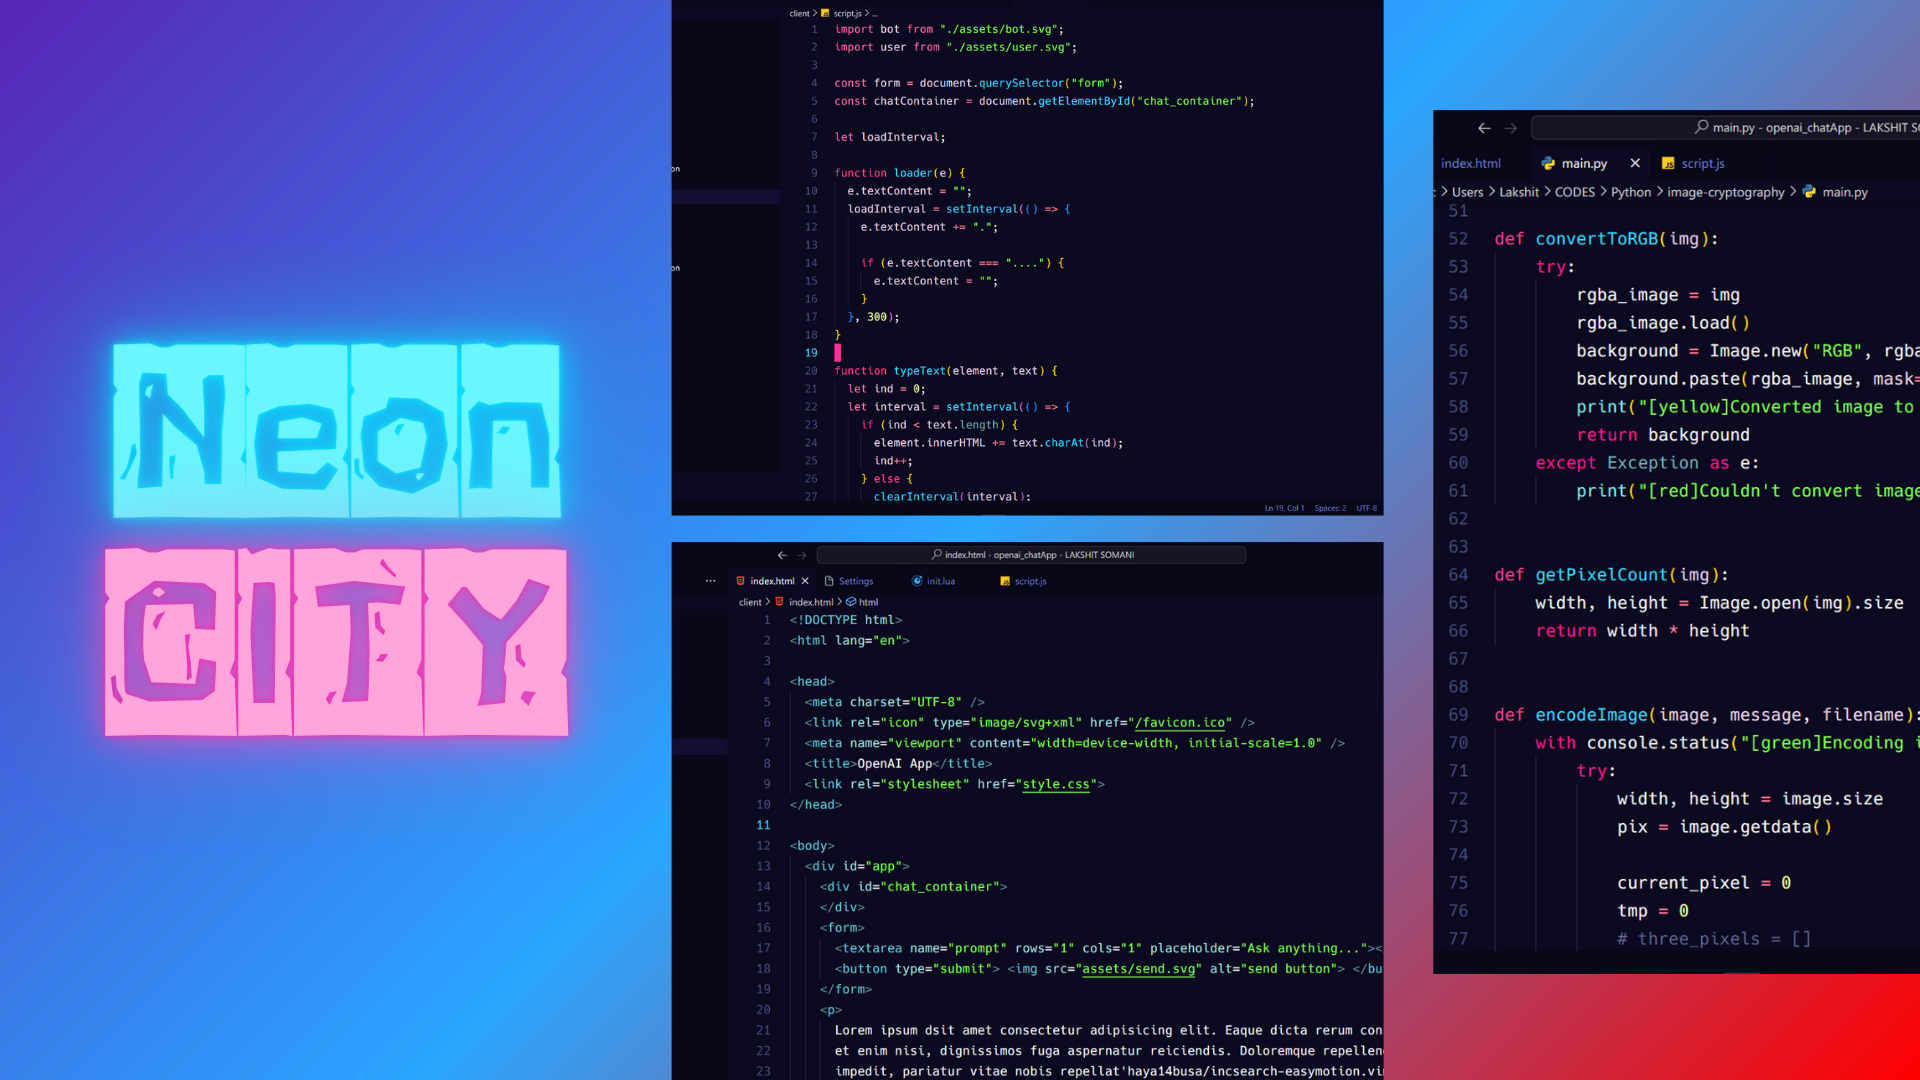 Neon
CITY
client > script.js > ...
1 import bot from "./assets/bot.svg";
2 import user from "./assets/user.svg";
3
4 const form = document.querySelector("form");
5 const chatContainer = document.getElementById("chat_container");
6
7 let loadInterval;
8
9 function loader(e) {
10 e.textContent = "";
11 loadInterval = setInterval(() => {
12 e.textContent += ".";
13
14 if (e.textContent === "....") {
15 e.textContent = "";
16 }
17 }, 300);
18 }
19
20 function typeText(element, text) {
21 let ind = 0;
22 let interval = setInterval(() => {
23 if (ind < text.length) {
24 element.innerHTML += text.charAt(ind);
25 ind++;
26 } else {
27 clearInterval(interval);
on
on
Ln 19, Col 1 Spaces: 2 UTF-8
index.html - openai_chatApp - LAKSHIT SOMANI
index.html Settings init.lua script.js
client > index.html > html
1 <!DOCTYPE html>
2 <html lang="en">
3
4 <head>
5 <meta charset="UTF-8" />
6 <link rel="icon" type="image/svg+xml" href="/favicon.ico" />
7 <meta name="viewport" content="width=device-width, initial-scale=1.0" />
8 <title>OpenAI App</title>
9 <link rel="stylesheet" href="style.css">
10 </head>
11
12 <body>
13 <div id="app">
14 <div id="chat_container">
15 </div>
16 <form>
17 <textarea name="prompt" rows="1" cols="1" placeholder="Ask anything..."><
18 <button type="submit"> <img src="assets/send.svg" alt="send button"> </bu
19 </form>
20 <p>
21 Lorem ipsum dsit amet consectetur adipisicing elit. Eaque dicta rerum con
22 et enim nisi, dignissimos fuga aspernatur reiciendis. Doloremque repellen
23 impedit, pariatur vitae nobis repellat'haya14busa/incsearch-easymotion.vi
main.py - openai_chatApp - LAKSHIT SO
index.html main.py script.js
: > Users > Lakshit > CODES > Python > image-cryptography > main.py
51
52 def convertToRGB(img):
53 try:
54 rgba_image = img
55 rgba_image.load()
56 background = Image.new("RGB", rgba
57 background.paste(rgba_image, mask=
58 print("[yellow]Converted image to
59 return background
60 except Exception as e:
61 print("[red]Couldn't convert image
62
63
64 def getPixelCount(img):
65 width, height = Image.open(img).size
66 return width * height
67
68
69 def encodeImage(image, message, filename):
70 with console.status("[green]Encoding i
71 try:
72 width, height = image.size
73 pix = image.getdata()
74
75 current_pixel = 0
76 tmp = 0
77 # three_pixels = []